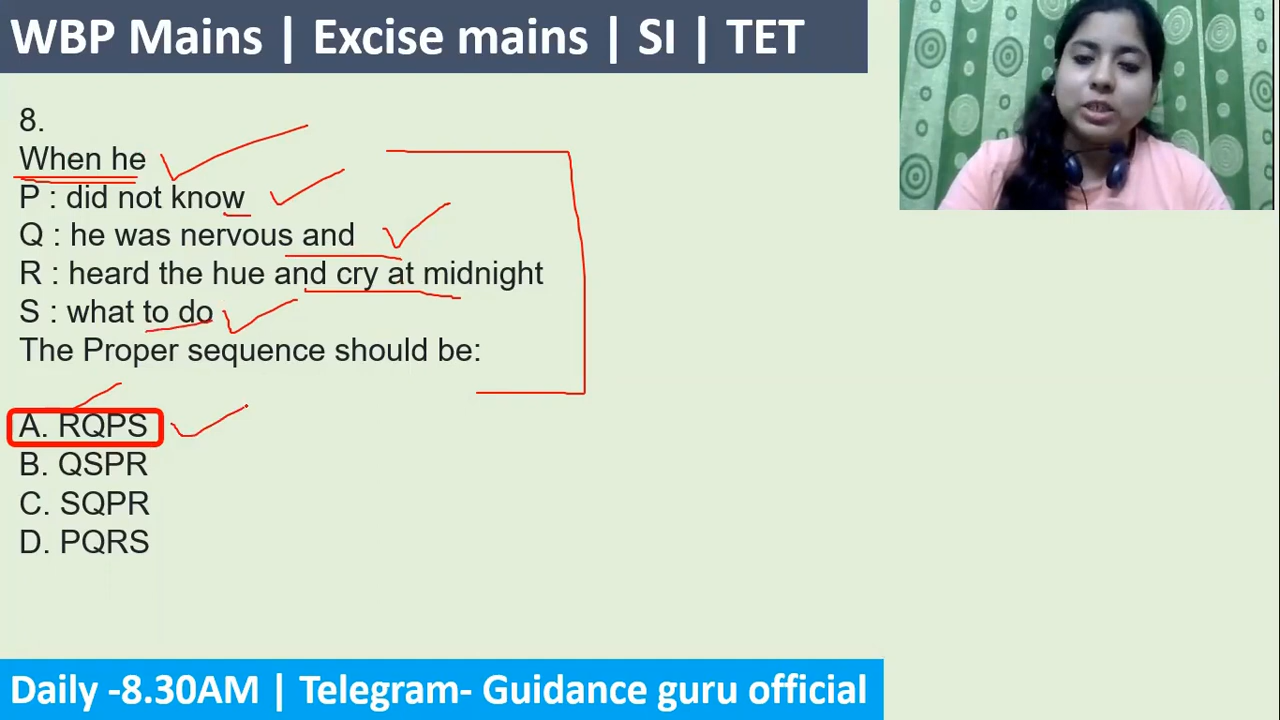 WBP Mains | Excise mains | SI | TET
8.
When he
P : did not know
Q : he was nervous and
R : heard the hue and cry at midnight
S : what to do
The Proper sequence should be:
A. RQPS
B. QSPR
C. SQPR
D. PQRS
Daily -8.30AM | Telegram- Guidance guru official